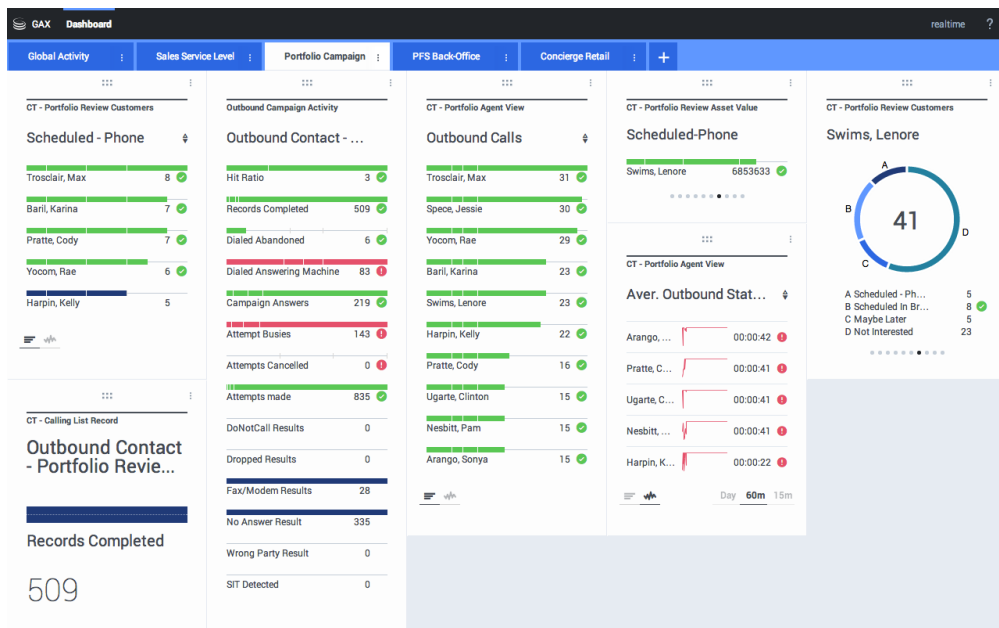 GAX Dashboard realtime ?
Global Activity Sales Service Level Portfolio Campaign PFS Back-Office Concierge Retail +
CT - Portfolio Review Customers
Scheduled - Phone
Trosclair, Max 8
Baril, Karina 7
Pratte, Cody 7
Yocom, Rae 6
Harpin, Kelly 5
CT - Calling List Record
Outbound Contact
- Portfolio Revie...
Records Completed
509
Outbound Campaign Activity
Outbound Contact - ...
Hit Ratio 3
Records Completed 509
Dialed Abandoned 6
Dialed Answering Machine 83
Campaign Answers 219
Attempt Busies 143
Attempts Cancelled 0
Attempts made 835
DoNotCall Results 0
Dropped Results 0
Fax/Modem Results 28
No Answer Result 335
Wrong Party Result 0
SIT Detected 0
CT - Portfolio Agent View
Outbound Calls
Trosclair, Max 31
Spece, Jessie 30
Yocom, Rae 29
Baril, Karina 23
Swims, Lenore 23
Harpin, Kelly 22
Pratte, Cody 16
Ugarte, Clinton 15
Nesbitt, Pam 15
Arango, Sonya 15
CT - Portfolio Review Asset Value
Scheduled-Phone
Swims, Lenore 6853633
CT - Portfolio Agent View
Aver. Outbound Stat...
Arango, ... 00:00:42
Pratte, C... 00:00:41
Ugarte, C... 00:00:41
Nesbitt, ... 00:00:41
Harpin, K... 00:00:22
Day 60m 15m
CT - Portfolio Review Customers
Swims, Lenore
A
B
41
D
C
A Scheduled - Ph... 5
B Scheduled In Br... 8
C Maybe Later 5
D Not Interested 23